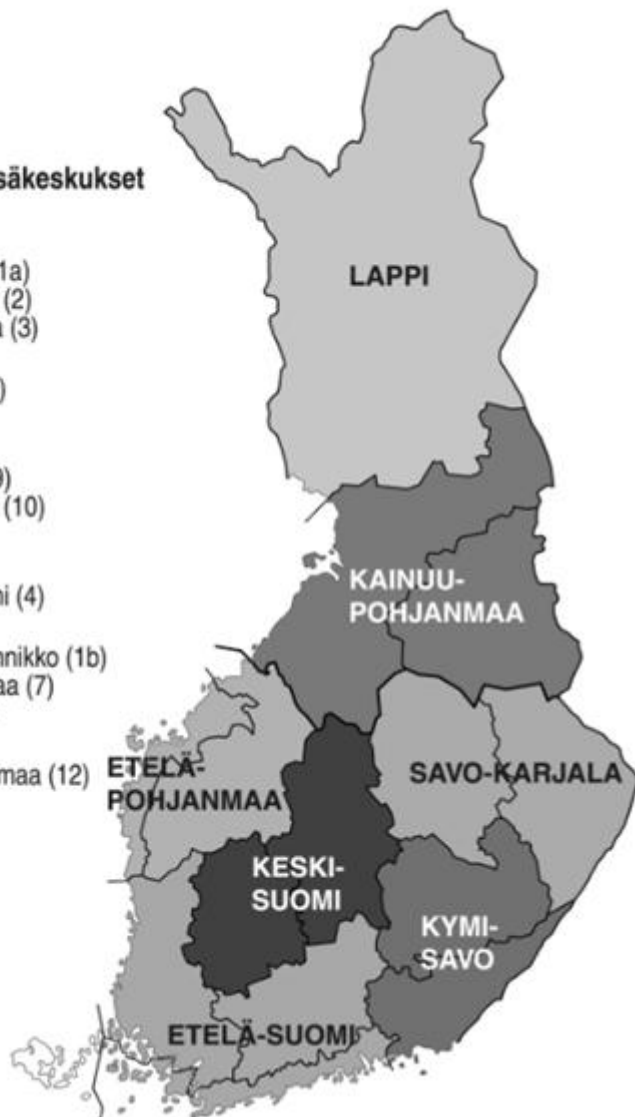 säkeskukset
1a)
(2)
a (3)
)
9)
(10)
ni (4)
nnikko (1b)
aa (7)
maa (12)
LAPPI
KAINUU-
POHJANMAA
ETELÄ-
POHJANMAA
SAVO-KARJALA
KESKI-
SUOMI
KYMI-
SAVO
ETELÄ-SUOMI